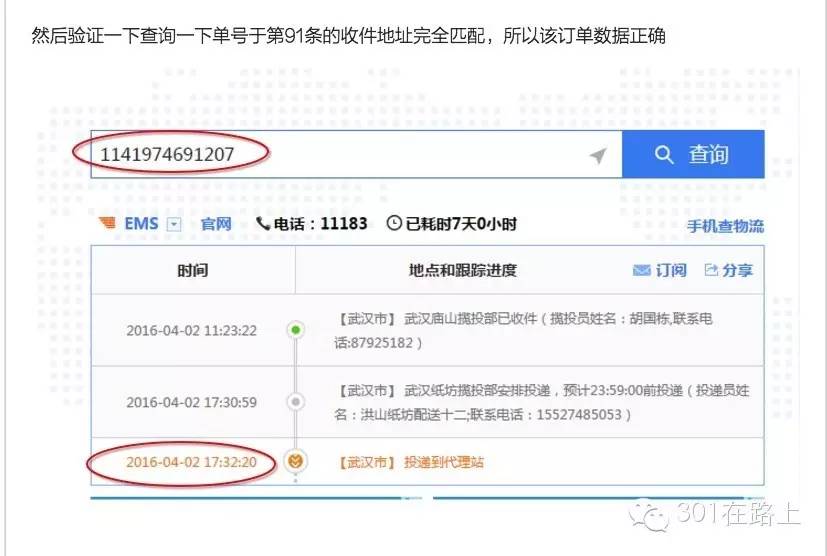 然后验证一下查询一下单号于第91条的收件地址完全匹配，所以该订单数据正确
1141974691207
查询
EMS 官网 电话：11183 已耗时7天0小时 手机查物流
时间 地点和跟踪进度 订阅 分享
2016-04-02 11:23:22 【武汉市】 武汉庙山揽投部已收件（揽投员姓名：胡国栋,联系电
话:87925182）
2016-04-02 17:30:59 【武汉市】 武汉纸坊揽投部安排投递，预计23:59:00前投递（投递员姓
名：洪山纸坊配送十二;联系电话：15527485053）
2016-04-02 17:32:20 【武汉市】 投递到代理站
301在路上